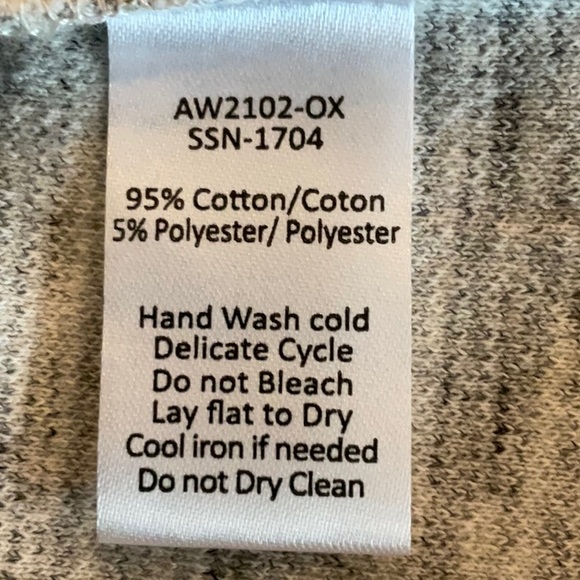 AW2102-OX
SSN-1704
95% Cotton/Coton
5% Polyester/ Polyester
Hand Wash cold
Delicate Cycle
Do not Bleach
Lay flat to Dry
Cool iron if needed
Do not Dry Clean